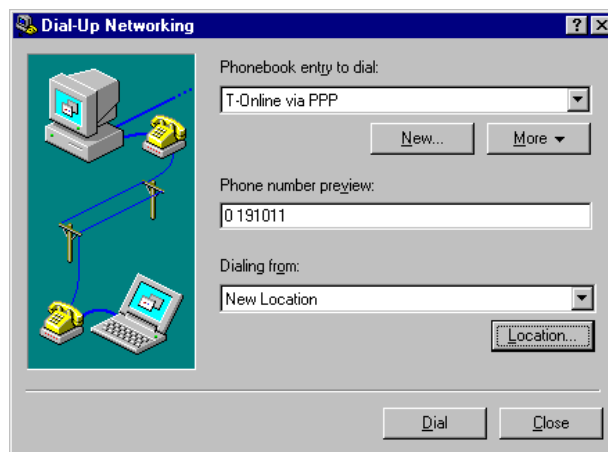 Dial-Up Networking
Phonebook entry to dial:
T-Online via PPP
New... More
Phone number preview:
0 191011
Dialing from:
New Location
Location...
Dial Close